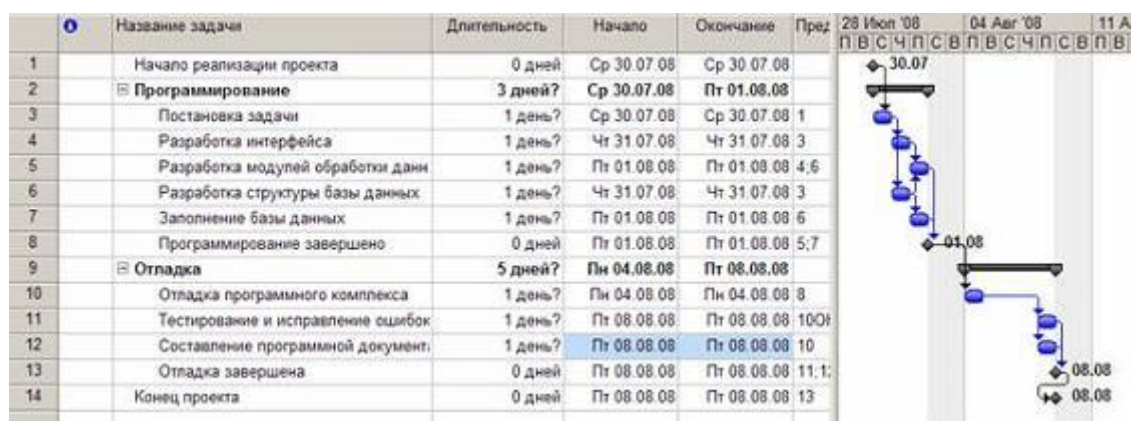 Название задачи Длительность Начало Окончание Пред 28 Июл '08 04 Авг '08 11 А
П В С Ч П С В П В С Ч П С В П В
1 Начало реализации проекта 0 дней Ср 30.07.08 Ср 30.07.08 30.07
2 Программирование 3 дней? Ср 30.07.08 Пт 01.08.08
3 Постановка задачи 1 день? Ср 30.07.08 Ср 30.07.08 1
4 Разработка интерфейса 1 день? Чт 31.07.08 Чт 31.07.08 3
5 Разработка модулей обработки данн 1 день? Пт 01.08.08 Пт 01.08.08 4;6
6 Разработка структуры базы данных 1 день? Чт 31.07.08 Чт 31.07.08 3
7 Заполнение базы данных 1 день? Пт 01.08.08 Пт 01.08.08 6
8 Программирование завершено 0 дней Пт 01.08.08 Пт 01.08.08 5;7 01.08
9 Отладка 5 дней? Пн 04.08.08 Пт 08.08.08
10 Отладка программного комплекса 1 день? Пн 04.08.08 Пн 04.08.08 8
11 Тестирование и исправление ошибок 1 день? Пт 08.08.08 Пт 08.08.08 10ОН
12 Составление программной документа 1 день? Пт 08.08.08 Пт 08.08.08 10
13 Отладка завершена 0 дней Пт 08.08.08 Пт 08.08.08 11;12 08.08
14 Конец проекта 0 дней Пт 08.08.08 Пт 08.08.08 13 08.08